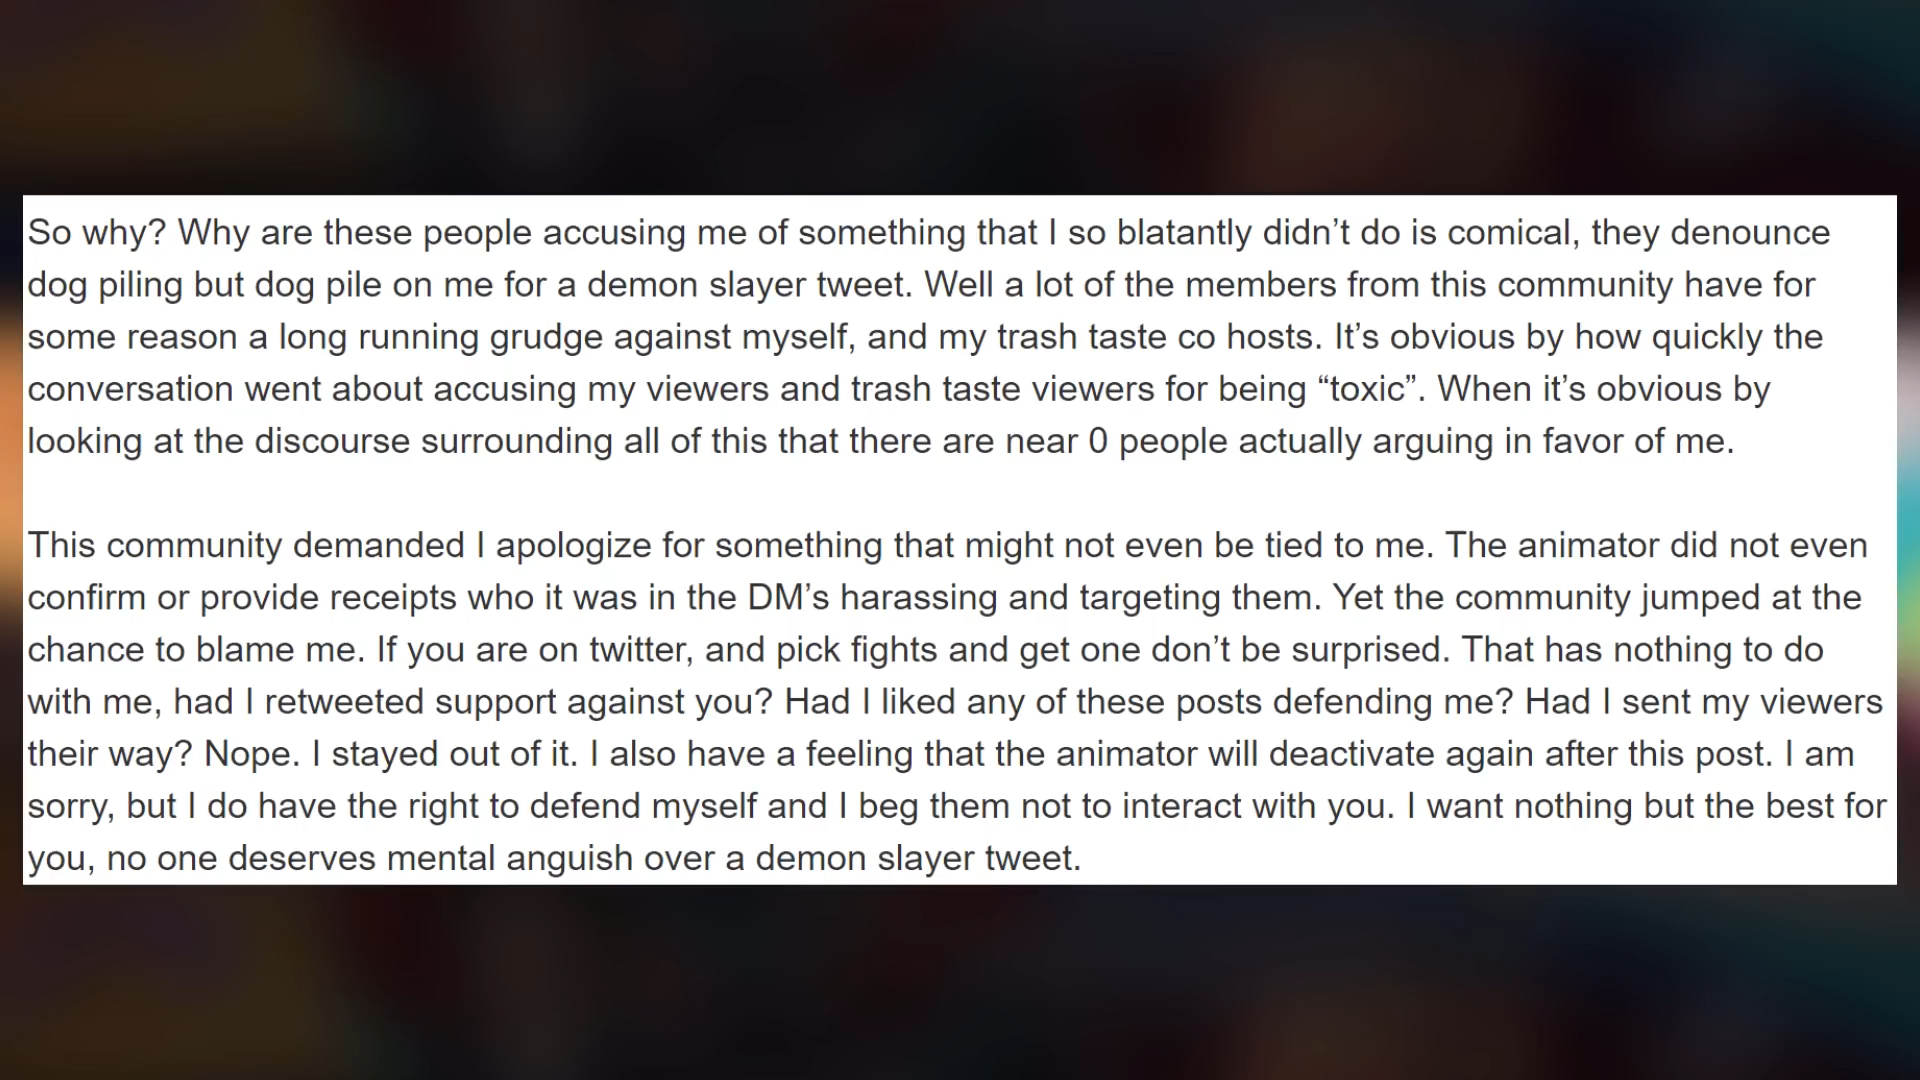 So why? Why are these people accusing me of something that I so blatantly didn’t do is comical, they denounce
dog piling but dog pile on me for a demon slayer tweet. Well a lot of the members from this community have for
some reason a long running grudge against myself, and my trash taste co hosts. It’s obvious by how quickly the
conversation went about accusing my viewers and trash taste viewers for being “toxic”. When it’s obvious by
looking at the discourse surrounding all of this that there are near 0 people actually arguing in favor of me.
This community demanded I apologize for something that might not even be tied to me. The animator did not even
confirm or provide receipts who it was in the DM’s harassing and targeting them. Yet the community jumped at the
chance to blame me. If you are on twitter, and pick fights and get one don’t be surprised. That has nothing to do
with me, had I retweeted support against you? Had I liked any of these posts defending me? Had I sent my viewers
their way? Nope. I stayed out of it. I also have a feeling that the animator will deactivate again after this post. I am
sorry, but I do have the right to defend myself and I beg them not to interact with you. I want nothing but the best for
you, no one deserves mental anguish over a demon slayer tweet.